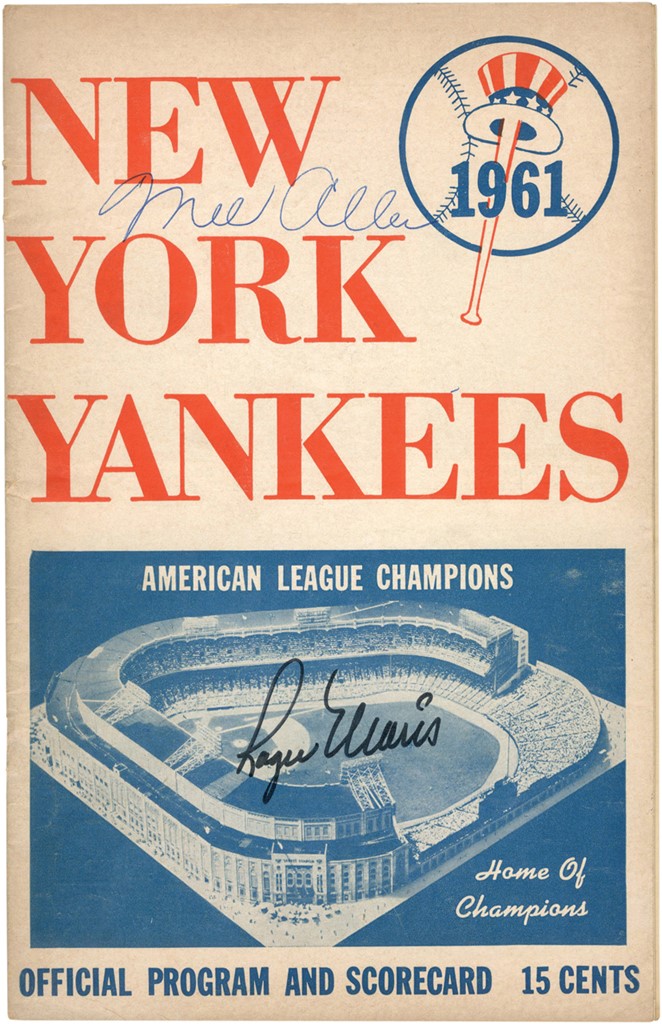 NEW
1961
Mel Allen
YORK
YANKEES
AMERICAN LEAGUE CHAMPIONS
Roger Maris
Home Of
Champions
OFFICIAL PROGRAM AND SCORECARD 15 CENTS